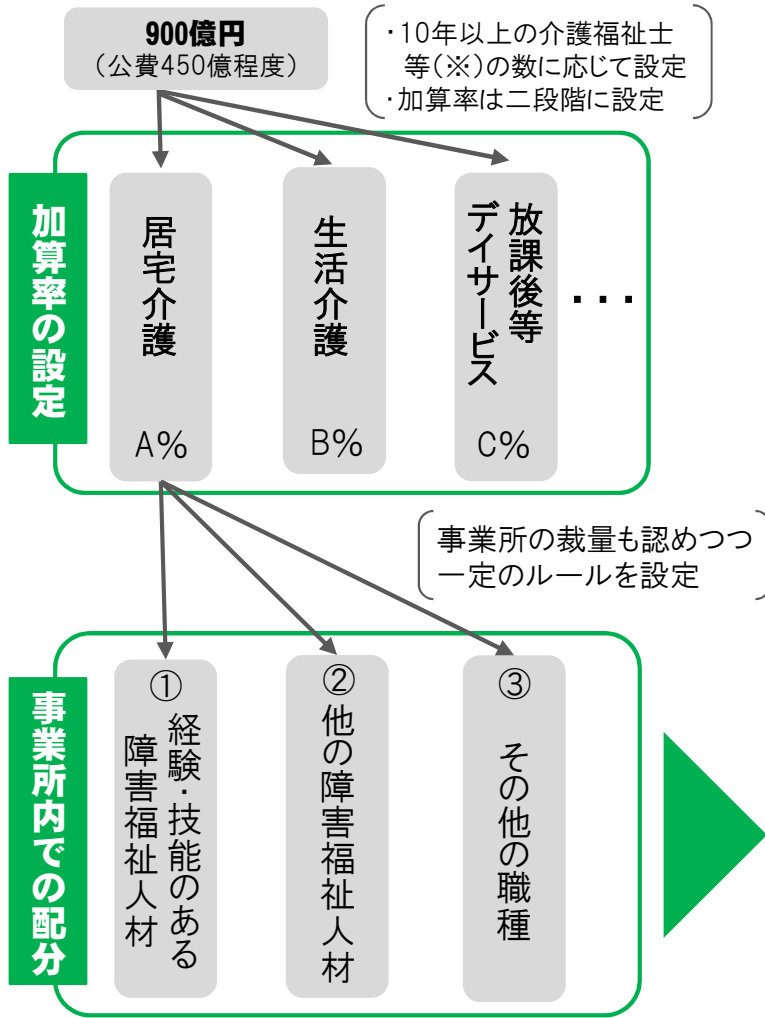 900億円
（公費450億程度）
・10年以上の介護福祉士
等(※)の数に応じて設定
・加算率は二段階に設定
加算率の設定
居宅介護
A%
生活介護
B%
放課後等
デイサービス
C%
・・・
事業所の裁量も認めつつ
一定のルールを設定
事業所内での配分
①
経験・技能のある
障害福祉人材
②
他の障害福祉人材
③
その他の職種